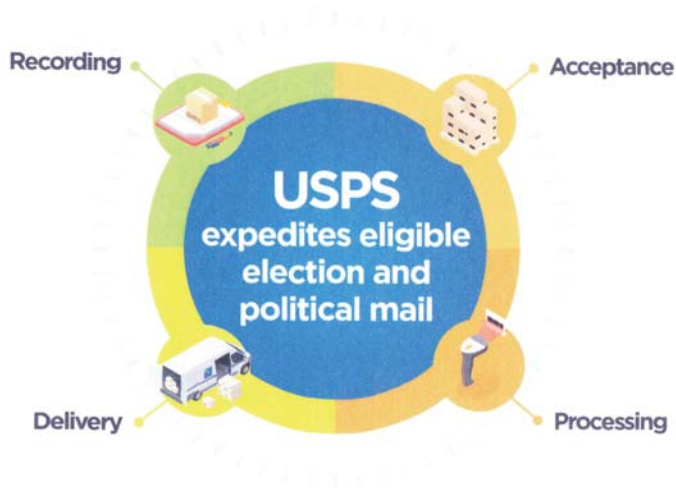 Recording
Acceptance
USPS
expedites eligible
election and
political mail
Delivery
Processing